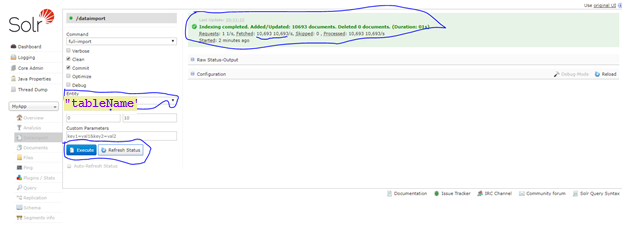 Use original UI
Solr
Dashboard
Logging
Core Admin
Java Properties
Thread Dump
MyApp
Overview
Analysis
Dataimport
Documents
Files
Ping
Plugins / Stats
Query
Replication
Schema
Segments info
/dataimport
Command
full-import
Verbose
Clean
Commit
Optimize
Debug
Entity
"tableName'
0 10
Custom Parameters
key1=val1&key2=val2
Execute Refresh Status
Auto-Refresh Status
Last Update:
Indexing completed. Added/Updated: 10693 documents. Deleted 0 documents. (Duration: 01s)
Requests: 1 1/s, Fetched: 10,693 10,693/s, Skipped: 0 , Processed: 10,693 10,693/s
Started: 2 minutes ago
Raw Status-Output
Configuration
Debug-Mode Reload
Documentation Issue Tracker IRC Channel Community forum Solr Query Syntax